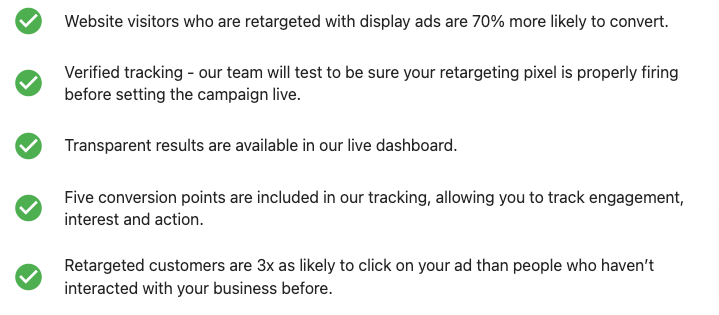 Website visitors who are retargeted with display ads are 70% more likely to convert.
Verified tracking - our team will test to be sure your retargeting pixel is properly firing
before setting the campaign live.
Transparent results are available in our live dashboard.
Five conversion points are included in our tracking, allowing you to track engagement,
interest and action.
Retargeted customers are 3x as likely to click on your ad than people who haven’t
interacted with your business before.